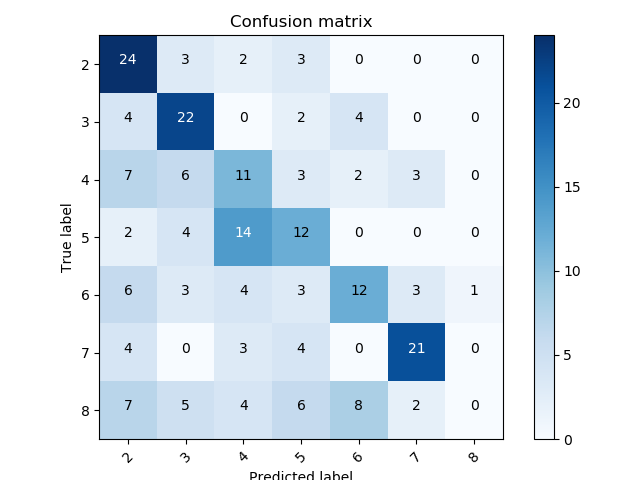 Confusion matrix
True label
2 24 3 2 3 0 0 0
3 4 22 0 2 4 0 0
4 7 6 11 3 2 3 0
5 2 4 14 12 0 0 0
6 6 3 4 3 12 3 1
7 4 0 3 4 0 21 0
8 7 5 4 6 8 2 0
2 3 4 5 6 7 8
Predicted label
20
15
10
5
0